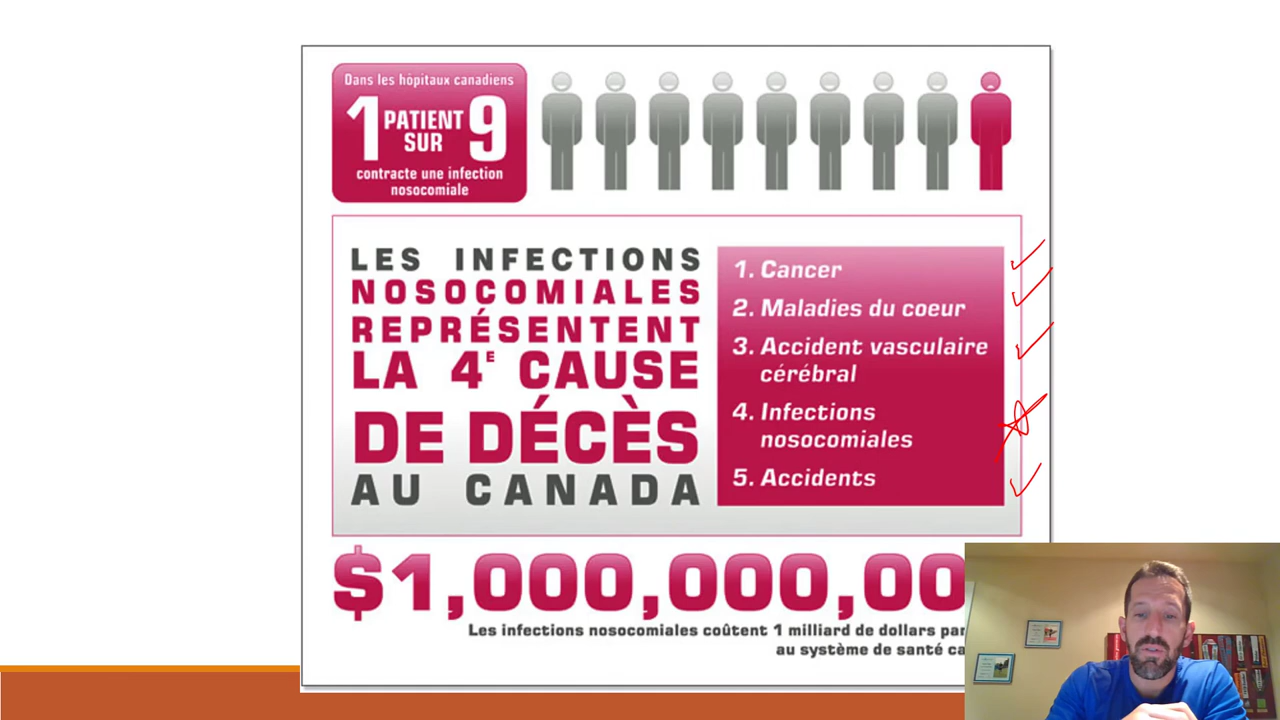 Dans les hôpitaux canadiens
1 PATIENT SUR 9
contracte une infection
nosocomiale
LES INFECTIONS
NOSOCOMIALES
REPRÉSENTENT
LA 4E CAUSE
DE DÉCÈS
AU CANADA
1. Cancer
2. Maladies du coeur
3. Accident vasculaire
cérébral
4. Infections
nosocomiales
5. Accidents
$1,000,000,00
Les infections nosocomiales coûtent 1 milliard de dollars par
au système de santé ca